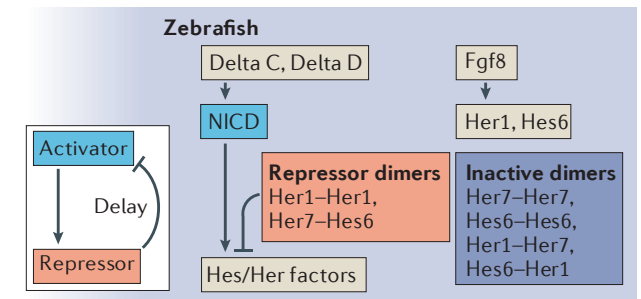 Zebrafish
Delta C, Delta D
Fgf8
NICD
Her1, Hes6
Activator
Delay
Repressor
Repressor dimers
Her1–Her1,
Her7–Hes6
Inactive dimers
Her7–Her7,
Hes6–Hes6,
Her1–Her7,
Hes6–Her1
Hes/Her factors